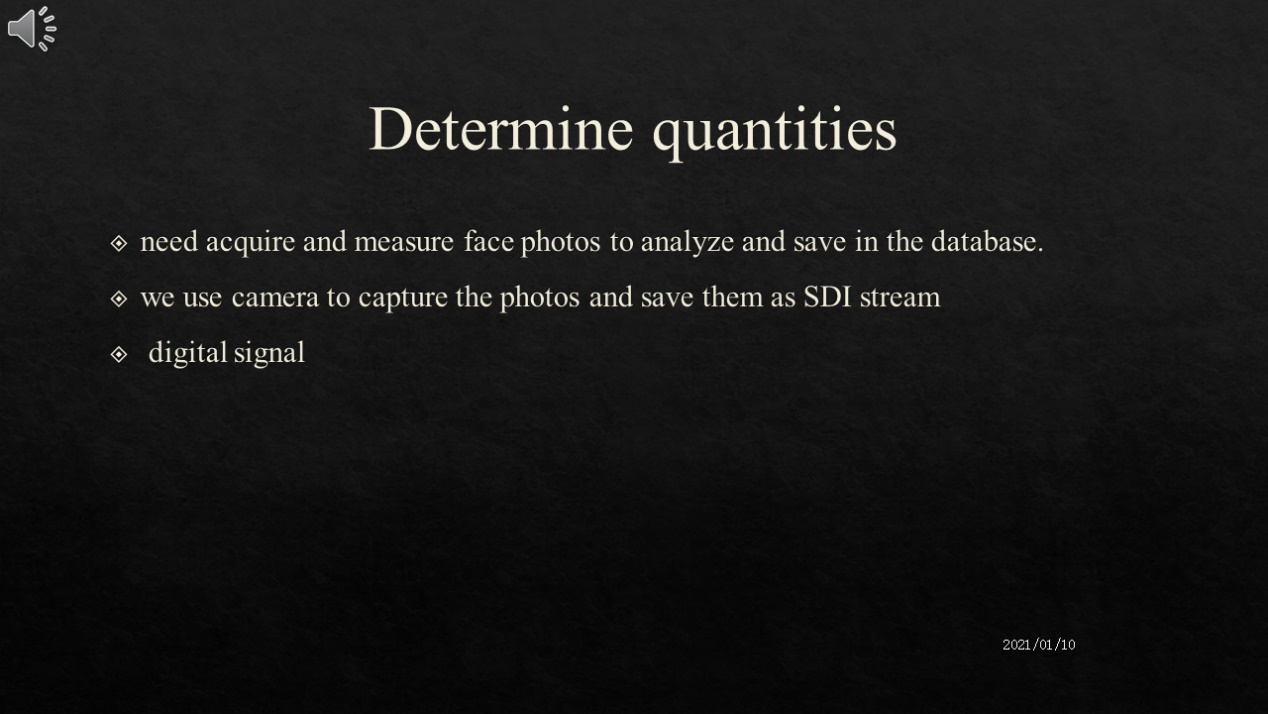 Determine quantities
need acquire and measure face photos to analyze and save in the database.
we use camera to capture the photos and save them as SDI stream
digital signal
2021/01/10